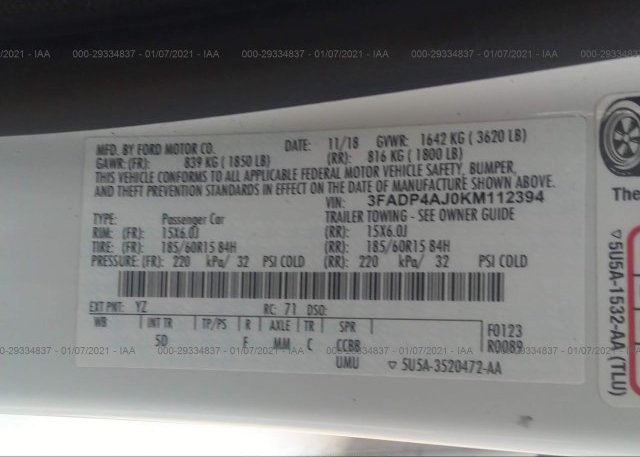 000-29334837 - 01/07/2021 - IAA 000-29334837 - 01/07/2021 - IAA 000-29334837 - 01/07/2021 - IAA
MFD. BY FORD MOTOR CO. DATE: 11/18 GVWR: 1642 KG (3620 LB)
GAWR: (FR): 839 KG (1850 LB) (RR): 816 KG (1800 LB)
THIS VEHICLE CONFORMS TO ALL APPLICABLE FEDERAL MOTOR VEHICLE SAFETY, BUMPER,
AND THEFT PREVENTION STANDARDS IN EFFECT ON THE DATE OF MANUFACTURE SHOWN ABOVE.
VIN: 3FADP4AJ0KM112394
TYPE: Passenger Car TRAILER TOWING - SEE OWNER GUIDE
RIM: (FR): 15X6.0J (RR): 15X6.0J
TIRE: (FR): 185/60R15 84H (RR): 185/60R15 84H
PRESSURE: (FR): 220 kPa/ 32 PSI COLD (RR): 220 kPa/ 32 PSI COLD
EXT PNT: YZ RC: 71 DSO:
WB INT TR TP/PS R AXLE TR SPR F0123
5D F MM C CCBR R0089
UMU ▽ 5U5A-3520472-AA
000-29334837 - 01/07/2021 - IAA 000-29334837 - 01/07/2021 - IAA 000-29334837 - 01/07/2021 - IAA
The
▽ 5U5A-1532-AA (TLU)